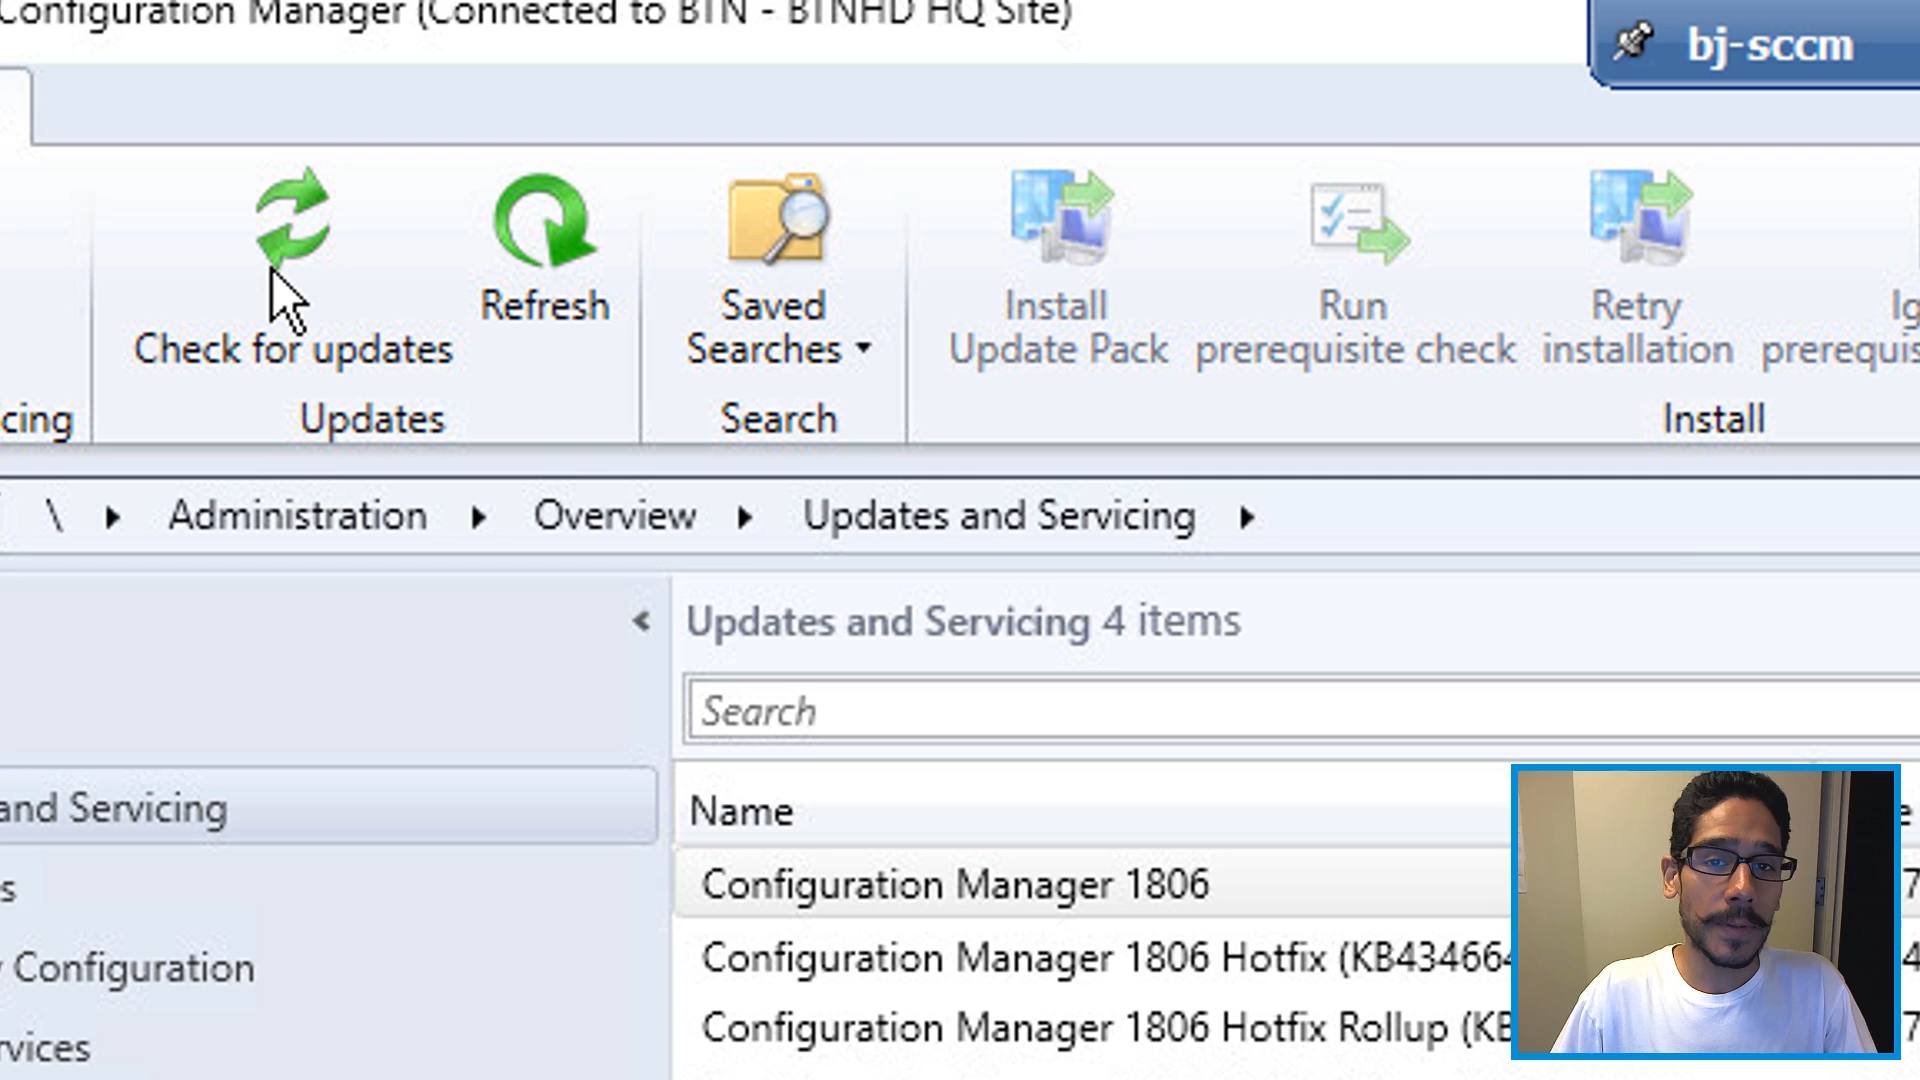 Configuration Manager (Connected to BTN - BTNHD HQ Site)
bj-sccm
Check for updates
Refresh
Saved
Searches
Install
Update Pack
Run
prerequisite check
Retry
installation
Updates
Search
Install
\ Administration Overview Updates and Servicing
Updates and Servicing 4 items
Search
and Servicing
Name
Configuration Manager 1806
Configuration Manager 1806 Hotfix (KB434664
Configuration
Configuration Manager 1806 Hotfix Rollup (KB